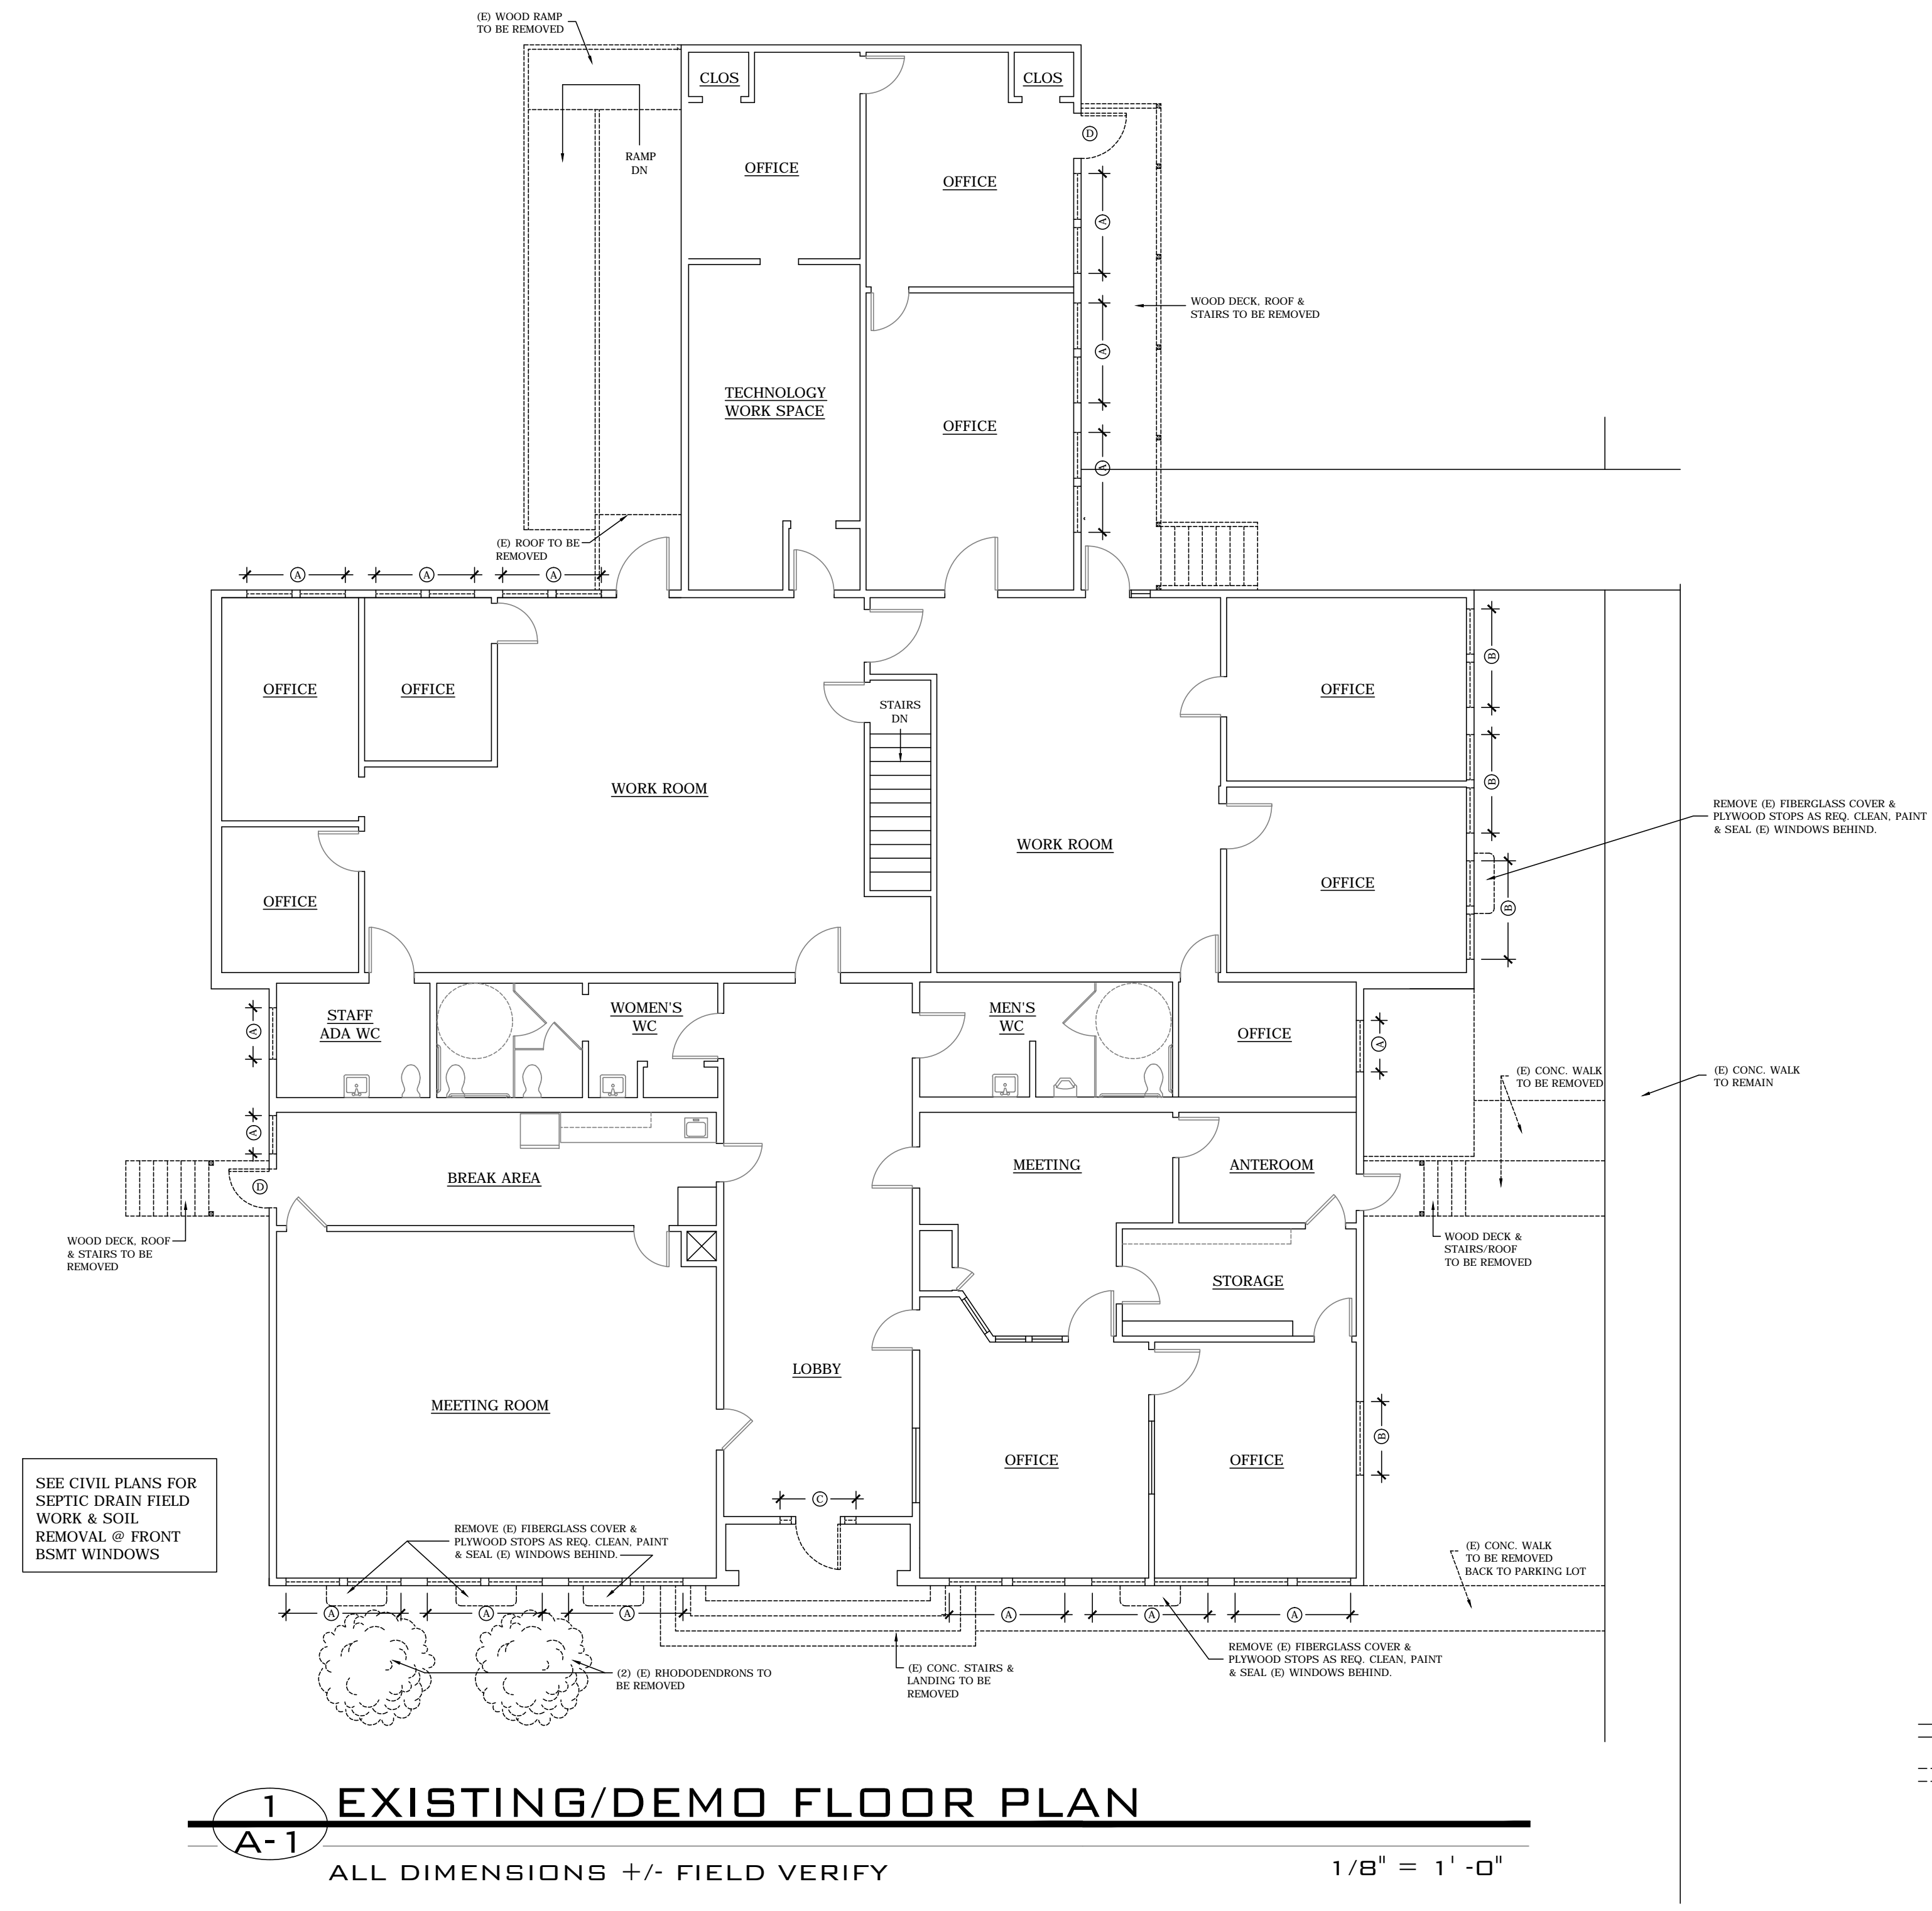 (E) WOOD RAMP
TO BE REMOVED
CLOS
CLOS
D
RAMP
DN
OFFICE
OFFICE
A
WOOD DECK, ROOF &
STAIRS TO BE REMOVED
A
TECHNOLOGY
WORK SPACE
OFFICE
A
(E) ROOF TO BE
REMOVED
A
A
A
OFFICE
OFFICE
STAIRS
DN
OFFICE
B
WORK ROOM
B
WORK ROOM
REMOVE (E) FIBERGLASS COVER &
PLYWOOD STOPS AS REQ. CLEAN, PAINT
& SEAL (E) WINDOWS BEHIND.
OFFICE
OFFICE
B
STAFF
ADA WC
A
WOMEN'S
WC
MEN'S
WC
OFFICE
A
(E) CONC. WALK
TO BE REMOVED
(E) CONC. WALK
TO REMAIN
A
D
BREAK AREA
MEETING
ANTEROOM
WOOD DECK, ROOF
& STAIRS TO BE
REMOVED
WOOD DECK &
STAIRS/ROOF
TO BE REMOVED
STORAGE
LOBBY
MEETING ROOM
B
OFFICE
OFFICE
SEE CIVIL PLANS FOR
SEPTIC DRAIN FIELD
WORK & SOIL
REMOVAL @ FRONT
BSMT WINDOWS
C
REMOVE (E) FIBERGLASS COVER &
PLYWOOD STOPS AS REQ. CLEAN, PAINT
& SEAL (E) WINDOWS BEHIND.
(E) CONC. WALK
TO BE REMOVED
BACK TO PARKING LOT
A
A
A
A
A
A
(2) (E) RHODODENDRONS TO
BE REMOVED
(E) CONC. STAIRS &
LANDING TO BE
REMOVED
REMOVE (E) FIBERGLASS COVER &
PLYWOOD STOPS AS REQ. CLEAN, PAINT
& SEAL (E) WINDOWS BEHIND.
1
A-1
EXISTING/DEMO FLOOR PLAN
ALL DIMENSIONS +/- FIELD VERIFY
1/8" = 1'-0"